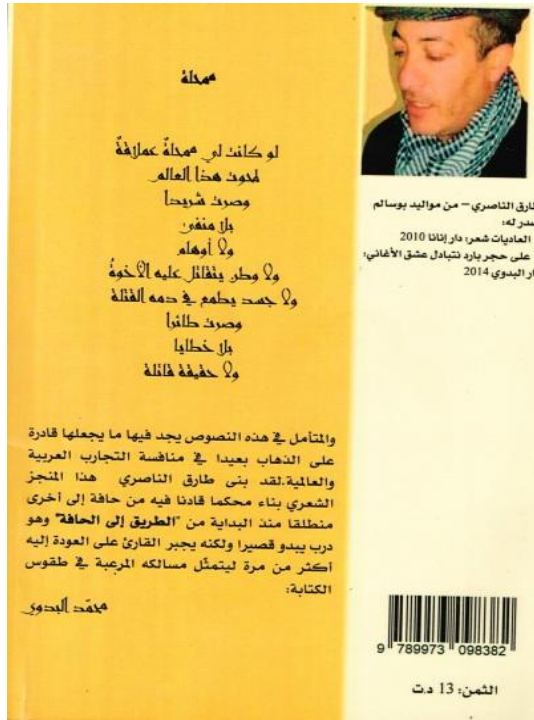 ممحاة
لو كانت لي ممحاةٌ عملاقةٌ
لمحوت هذا العالم
وصرت شريدا
بلا منفى
ولا أوهام
ولا وطن يتقاتل عليه الأخوةُ
ولا جسد يطمع في دمه القتلة
وصرت طائرا
بلا خطايا
ولا حقيقة قاتلة
والمتأمل في هذه النصوص يجد فيها ما يجعلها قادرة
على الذهاب بعيدا في منافسة التجارب العربية
والعالمية.لقد بنى طارق الناصري هذا المنجز
الشعري بناء محكما قادنا فيه من حافة إلى أخرى
منطلقا منذ البداية من "الطريق إلى الحافة" وهو
درب يبدو قصيرا ولكنه يجبر القارئ على العودة إليه
أكثر من مرة ليتمثّل مسالكه المرعبة في طقوس
الكتابة:
محمّد البدوي
طارق الناصري – من مواليد بوسالم
صدر له:
العاديات شعر: دار إنانا 2010
على حجر بارد نتبادل عشق الأغاني:
دار البدوي 2014
9 789973 098382
الثمن: 13 د.ت